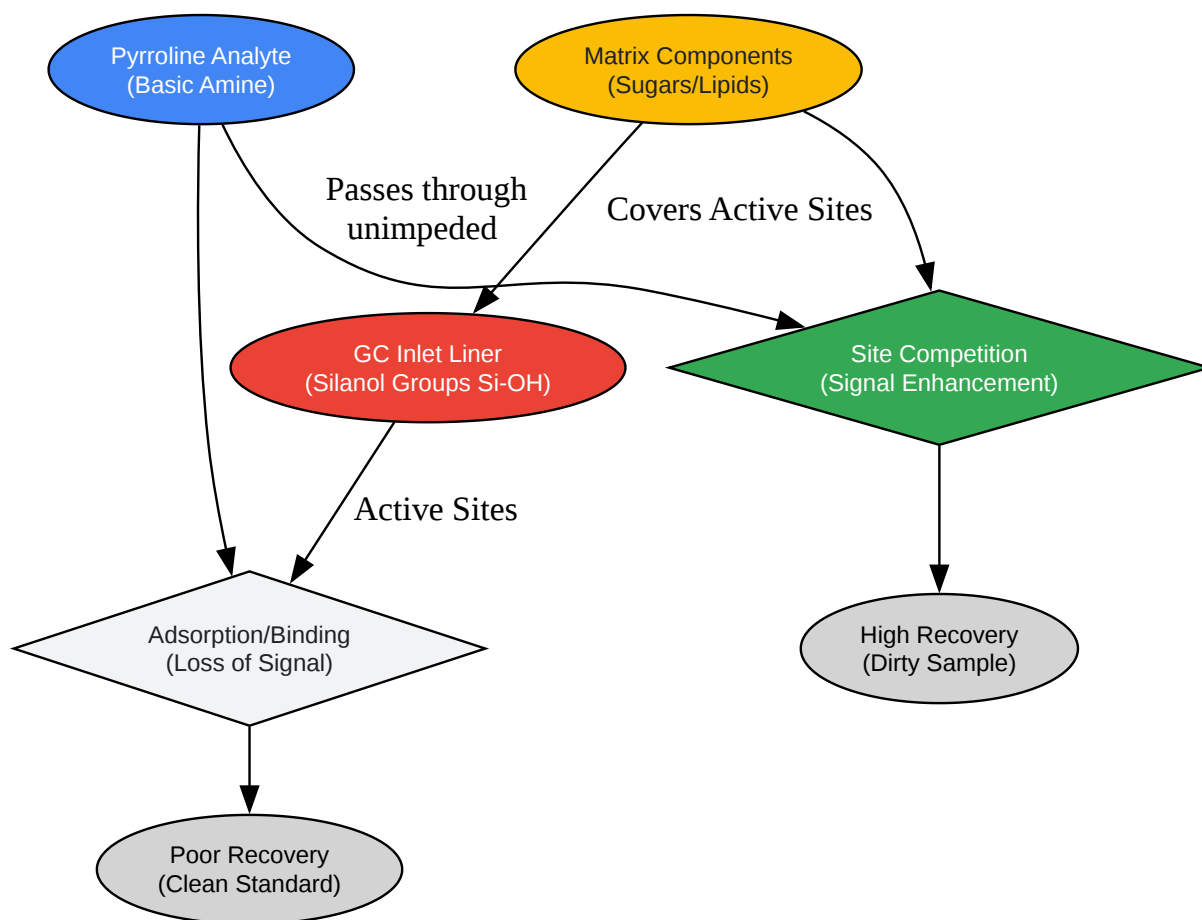 Pyrroline Analyte
(Basic Amine)
Matrix Components
(Sugars/Lipids)
Passes through
unimpeded
Covers Active Sites
GC Inlet Liner
(Silanol Groups Si-OH)
Site Competition
(Signal Enhancement)
Active Sites
Adsorption/Binding
(Loss of Signal)
High Recovery
(Dirty Sample)
Poor Recovery
(Clean Standard)